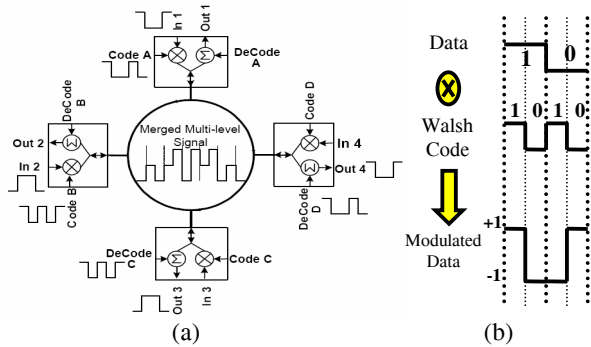 In 1
Out 1
Code A
DeCode
A
Σ
DeCode
B
Out 2
Σ
In 2
Code B
Merged Multi-level
Signal
Code D
In 4
Σ
Out 4
DeCode
D
DeCode
C
Σ
Code C
Out 3
In 3
(a)
Data
1 0
X
1 0 1 0
Walsh
Code
+1
Modulated
Data
-1
(b)